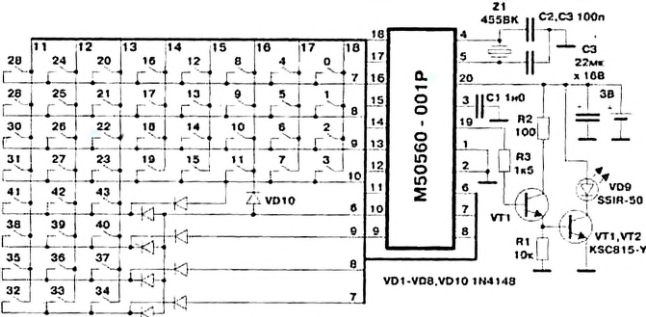 Z1
455BK
C2,C3 100n
11 12 13 14 15 16 17 18
18 4
C3
22мк
x 16В
28 24 20 16 12 8 4 0
17 5
7 16 20
28 25 21 17 13 9 5 1
15 3 C1 1н0
3В
8 14 19
R2
100
30 26 22 18 14 10 6 2
9 13 1
R3
1к5
31 27 23 19 15 11 7 3
10 12 2
M50560 - 001P
VD9
SSIR-50
41 42 43
VD10
11 6
6 10 7
VT1
38 39 40
9 9 8
VT1,VT2
KSC815-Y
R1
10к
35 36 37
8
VD1-VD8,VD10 1N4148
32 33 34
7